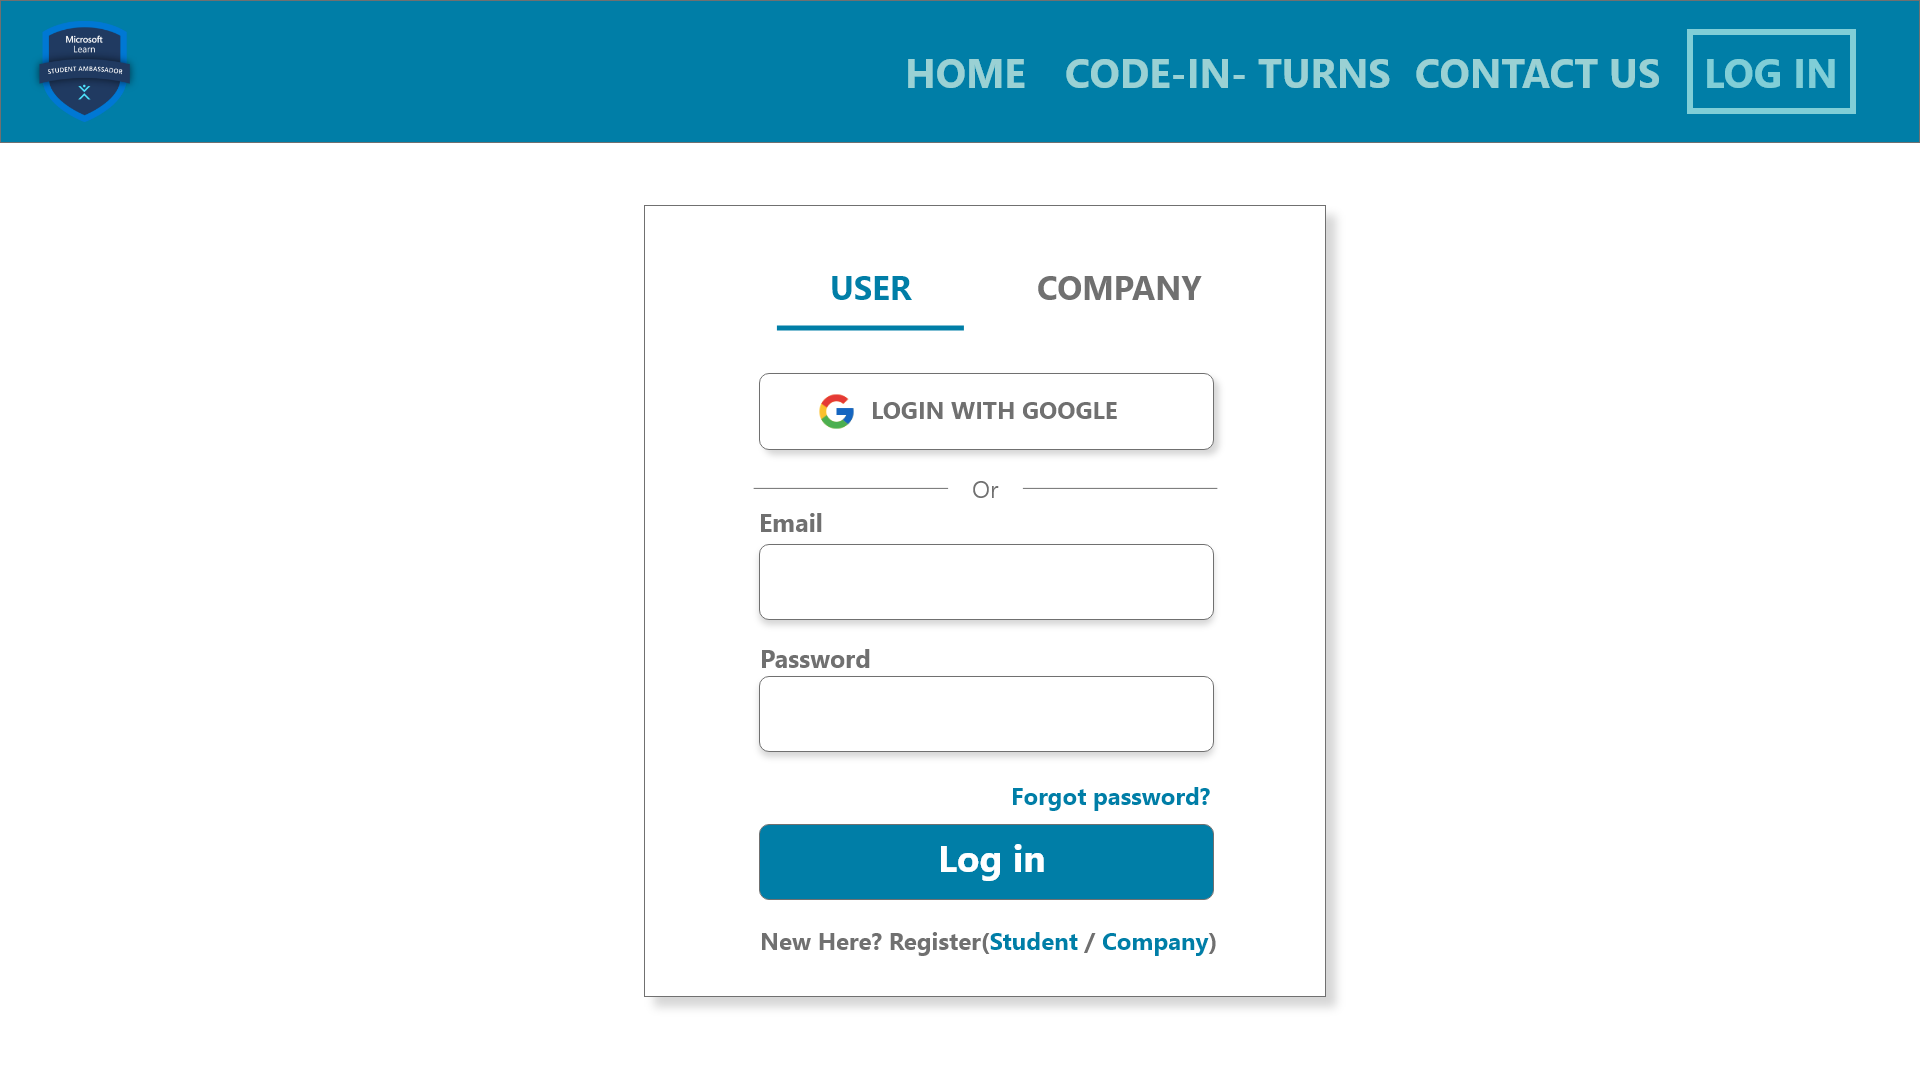 Microsoft
Learn
STUDENT AMBASSADOR
HOME CODE-IN- TURNS CONTACT US LOG IN
USER COMPANY
LOGIN WITH GOOGLE
Or
Email
Password
Forgot password?
Log in
New Here? Register(Student / Company)